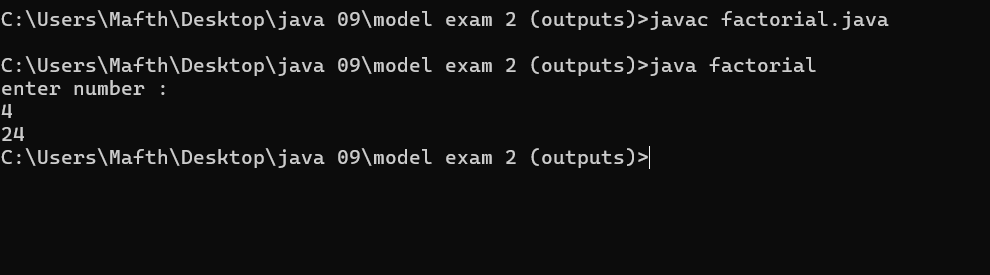 C:\Users\Mafth\Desktop\java 09\model exam 2 (outputs)>javac factorial.java
C:\Users\Mafth\Desktop\java 09\model exam 2 (outputs)>java factorial
enter number :
4
24
C:\Users\Mafth\Desktop\java 09\model exam 2 (outputs)>